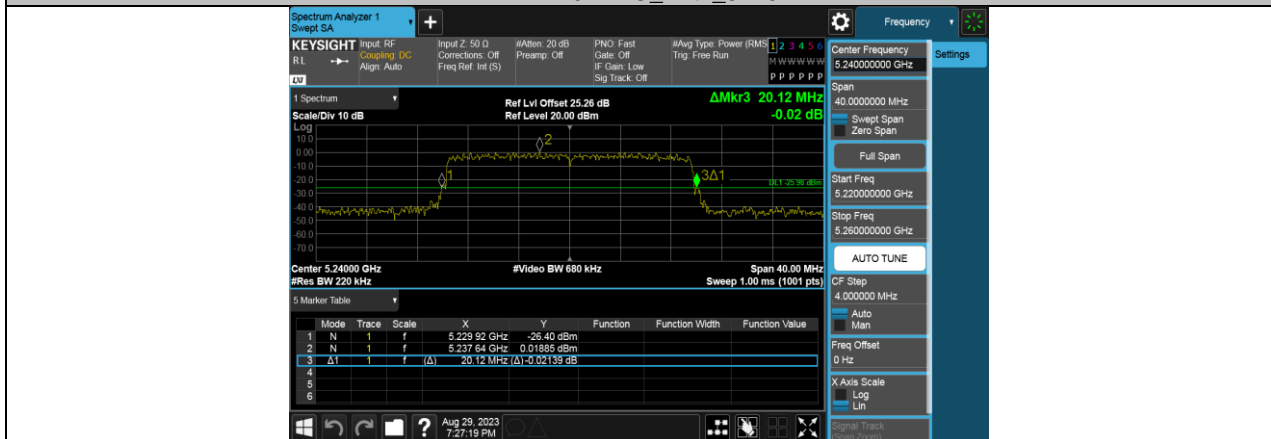 Spectrum Analyzer 1
Swept SA
Frequency
KEYSIGHT
Input: RF
Coupling: DC
Align: Auto
Input Z: 50 Ω
Corrections: Off
Freq Ref: Int (S)
#Atten: 20 dB
Preamp: Off
PNO: Fast
Gate: Off
IF Gain: Low
Sig Track: Off
#Avg Type: Power (RMS
Trig: Free Run
1 2 3 4 5 6
M W W W W W
P P P P P P
R L
LXI
1 Spectrum
Scale/Div 10 dB
Ref Lvl Offset 25.26 dB
Ref Level 20.00 dBm
ΔMkr3 20.12 MHz
-0.02 dB
Log
10.0
0.00
-10.0
-20.0
-30.0
-40.0
-50.0
-60.0
-70.0
1
2
3Δ1
DL1 -25.98 dBm
Center 5.24000 GHz
#Res BW 220 kHz
#Video BW 680 kHz
Span 40.00 MHz
Sweep 1.00 ms (1001 pts)
5 Marker Table
Mode Trace Scale X Y Function Function Width Function Value
1 N 1 f 5.229 92 GHz -26.40 dBm
2 N 1 f 5.237 64 GHz 0.01885 dBm
3 Δ1 1 f (Δ) 20.12 MHz (Δ) -0.02139 dB
4
5
6
Aug 29, 2023
7:27:19 PM
Settings
Center Frequency
5.240000000 GHz
Span
40.0000000 MHz
Swept Span
Zero Span
Full Span
Start Freq
5.220000000 GHz
Stop Freq
5.260000000 GHz
AUTO TUNE
CF Step
4.000000 MHz
Auto
Man
Freq Offset
0 Hz
X Axis Scale
Log
Lin
Signal Track
(Span Zoom)